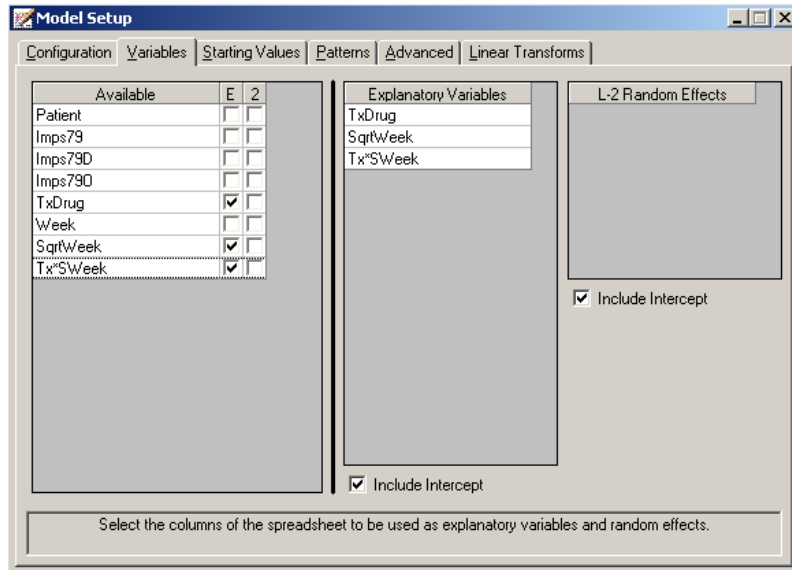 Model Setup
Configuration Variables Starting Values Patterns Advanced Linear Transforms
Available E 2
Patient
Imps79
Imps79D
Imps79O
TxDrug
Week
SqrtWeek
Tx*SWeek
Explanatory Variables
TxDrug
SqrtWeek
Tx*SWeek
Include Intercept
L-2 Random Effects
Include Intercept
Select the columns of the spreadsheet to be used as explanatory variables and random effects.